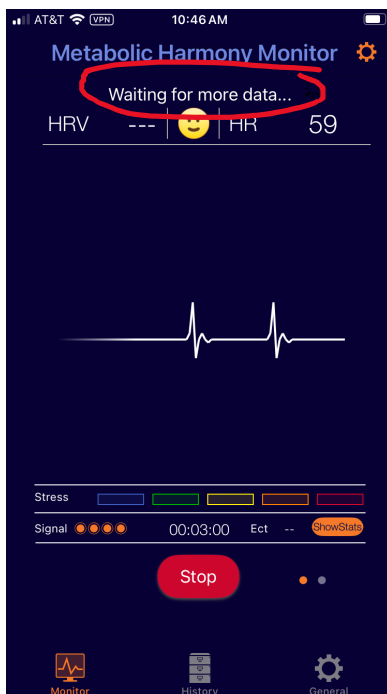 AT&T VPN 10:46 AM
Metabolic Harmony Monitor
Waiting for more data...
HRV --- HR 59
Stress
Signal 00:03:00 Ect -- ShowStats
Stop
Monitor History General